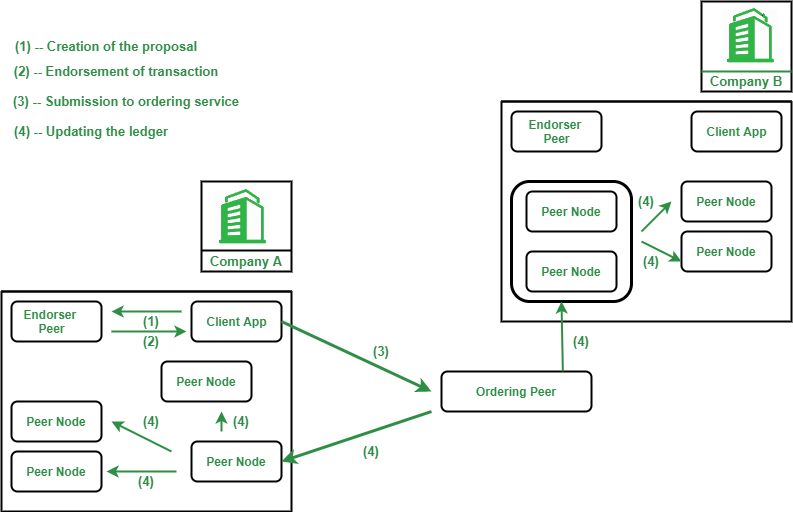 (1) -- Creation of the proposal
(2) -- Endorsement of transaction
(3) -- Submission to ordering service
(4) -- Updating the ledger
Company B
Endorser
Peer
Client App
Peer Node
Peer Node
(4)
(4)
Peer Node
Peer Node
(4)
Company A
Endorser
Peer
(1)
(2)
Client App
(3)
Ordering Peer
(4)
Peer Node
Peer Node
(4)
(4)
Peer Node
Peer Node
(4)